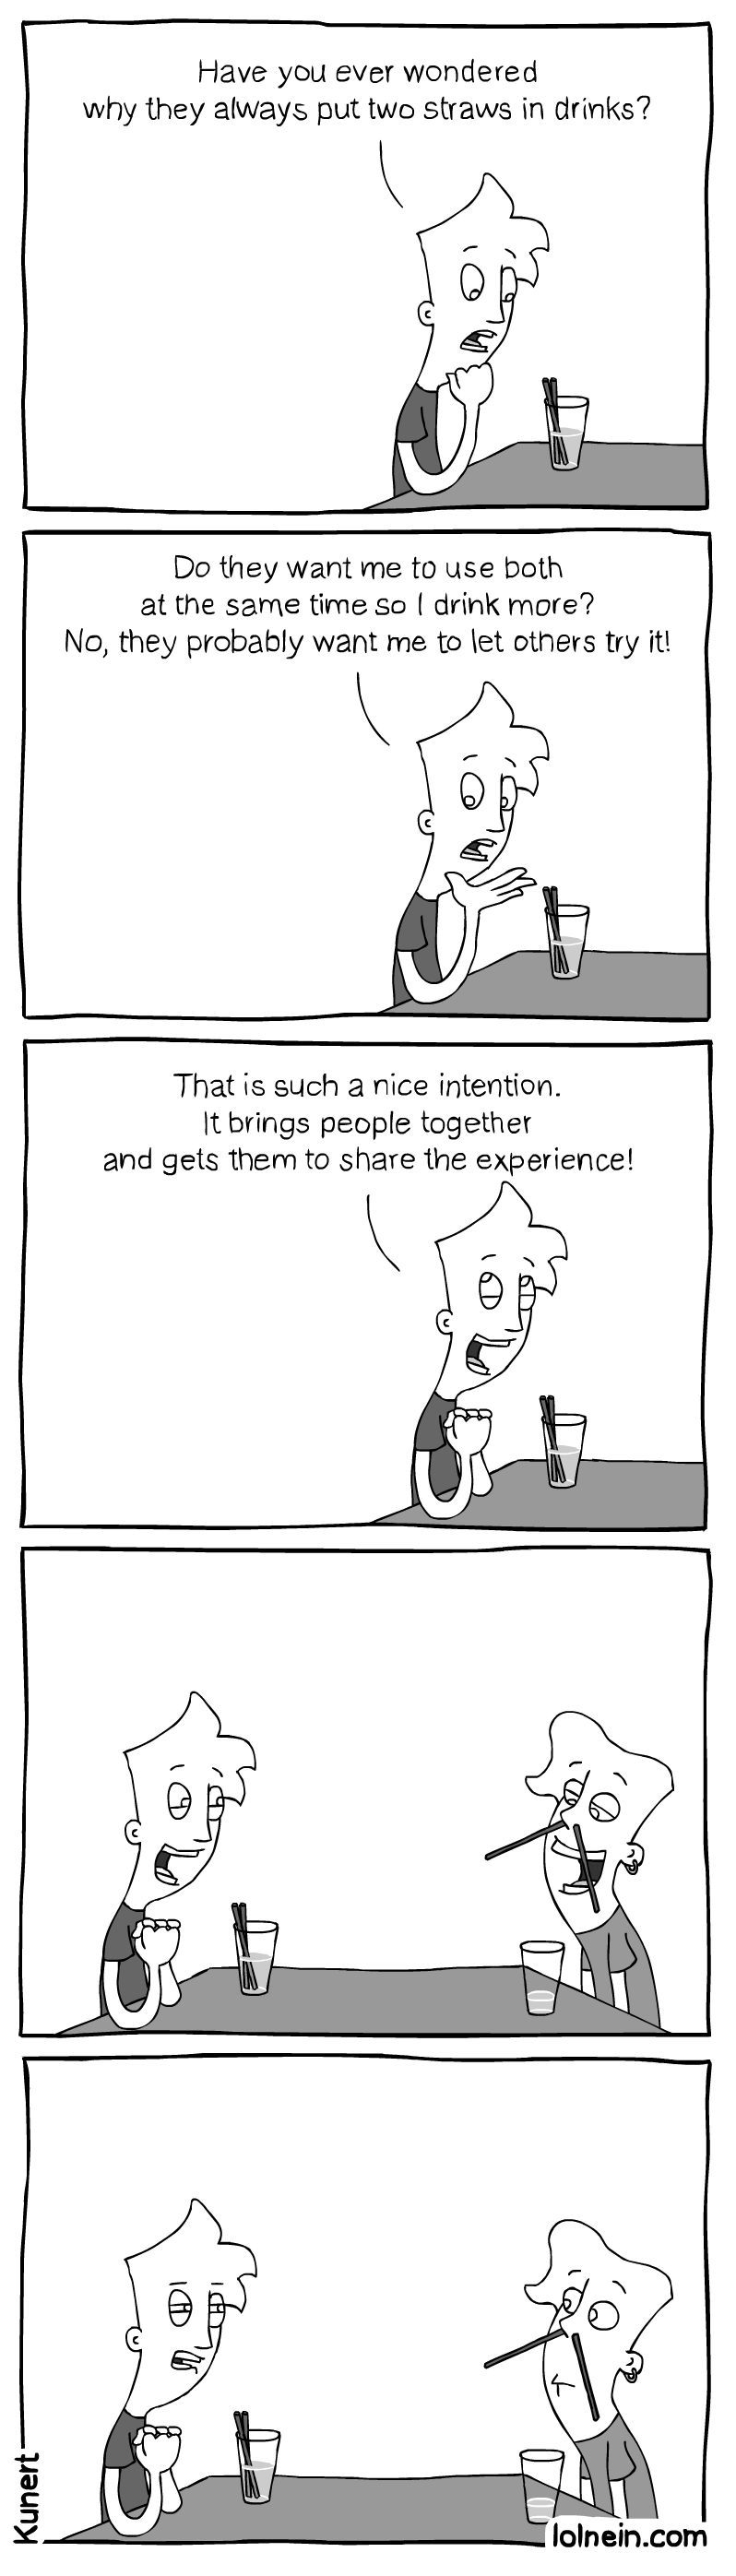 Have you ever wondered
why they always put two straws in drinks?
Do they want me to use both
at the same time so I drink more?
No, they probably want me to let others try it!
That is such a nice intention.
It brings people together
and gets them to share the experience!
Kunert
lolnein.com